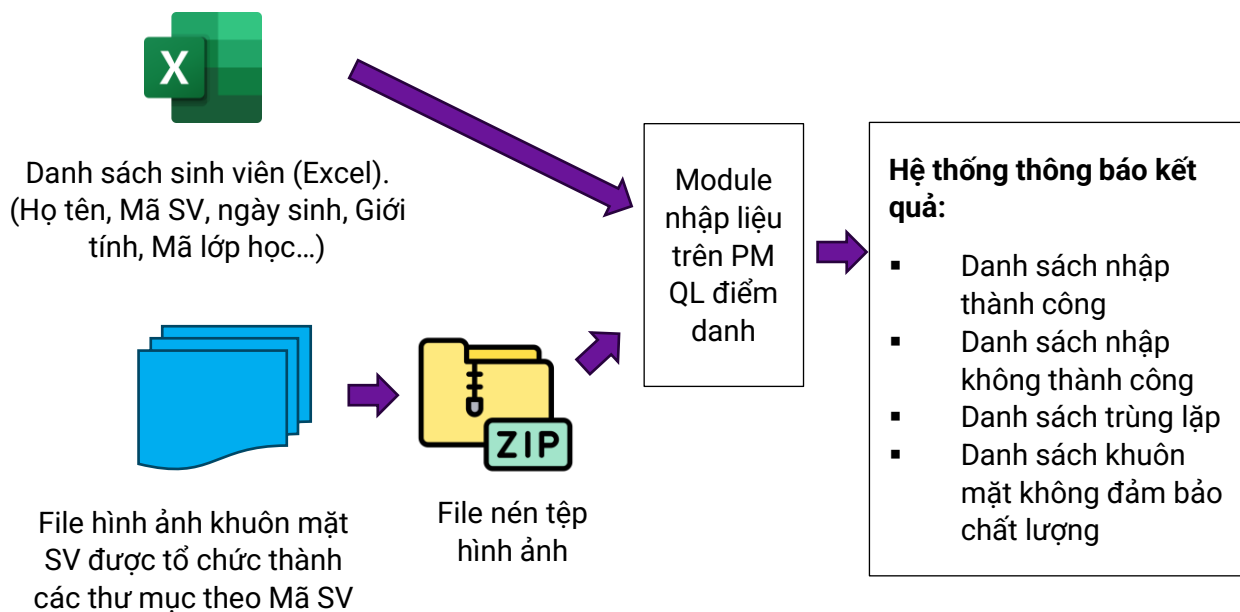 X
Danh sách sinh viên (Excel).
(Họ tên, Mã SV, ngày sinh, Giới
tính, Mã lớp học…)
File hình ảnh khuôn mặt
SV được tổ chức thành
các thư mục theo Mã SV
ZIP
File nén tệp
hình ảnh
Module
nhập liệu
trên PM
QL điểm
danh
Hệ thống thông báo kết
quả:
▪ Danh sách nhập
thành công
▪ Danh sách nhập
không thành công
▪ Danh sách trùng lặp
▪ Danh sách khuôn
mặt không đảm bảo
chất lượng